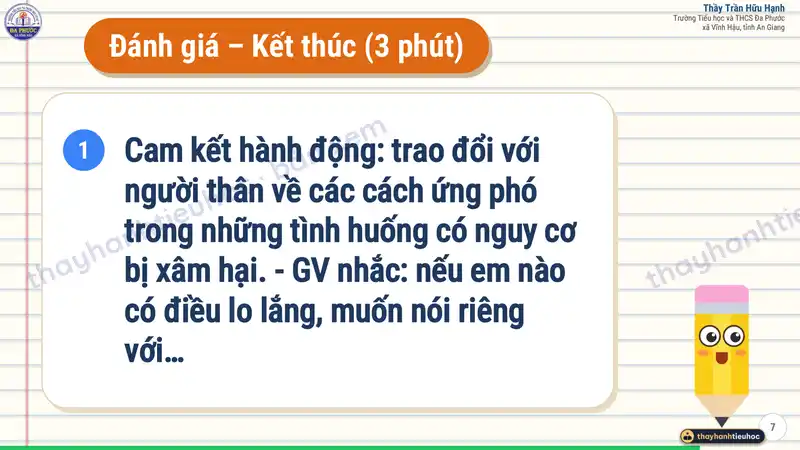 Thầy Trần Hữu Hạnh
Trường Tiểu học và THCS Đa Phước
xã Vĩnh Hậu, tỉnh An Giang
ĐA PHƯỚC
Đánh giá – Kết thúc (3 phút)
1
Cam kết hành động: trao đổi với
người thân về các cách ứng phó
trong những tình huống có nguy cơ
bị xâm hại. - GV nhắc: nếu em nào
có điều lo lắng, muốn nói riêng
với...
7
thayhanhtieuhoc